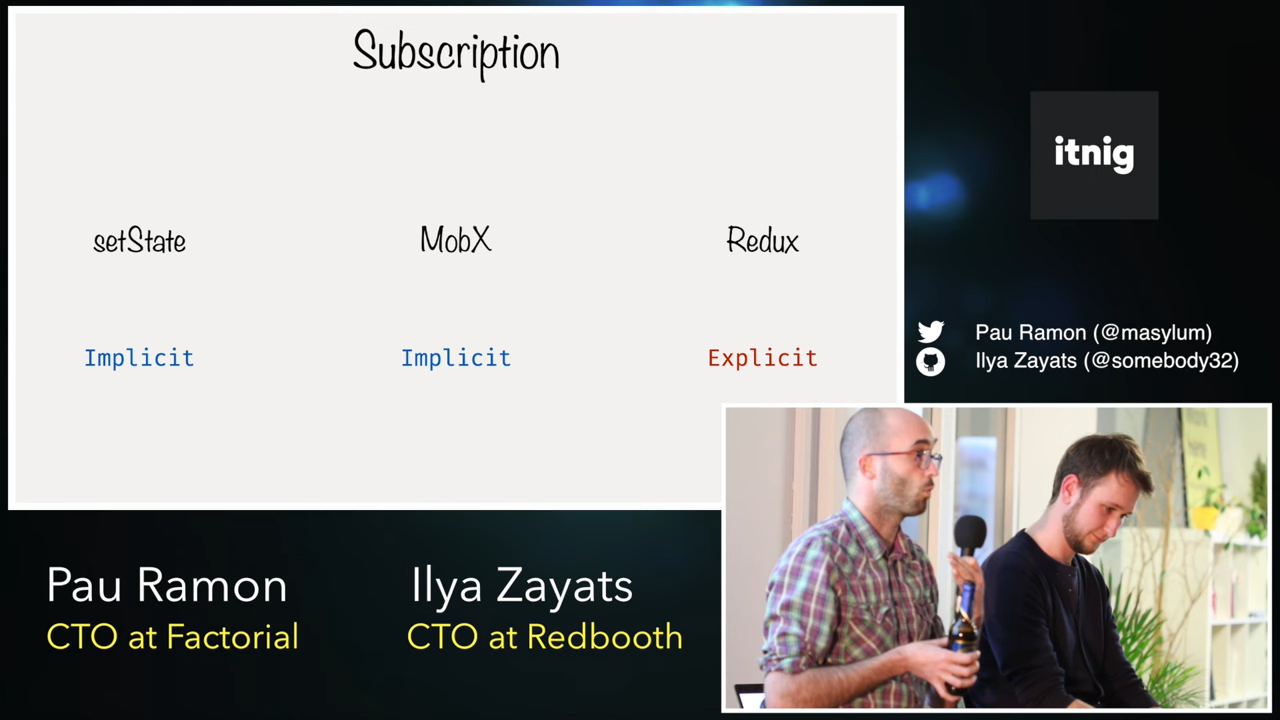 Subscription
setState MobX Redux
Implicit Implicit Explicit
itnig
Pau Ramon (@masylum)
Ilya Zayats (@somebody32)
Pau Ramon Ilya Zayats
CTO at Factorial CTO at Redbooth